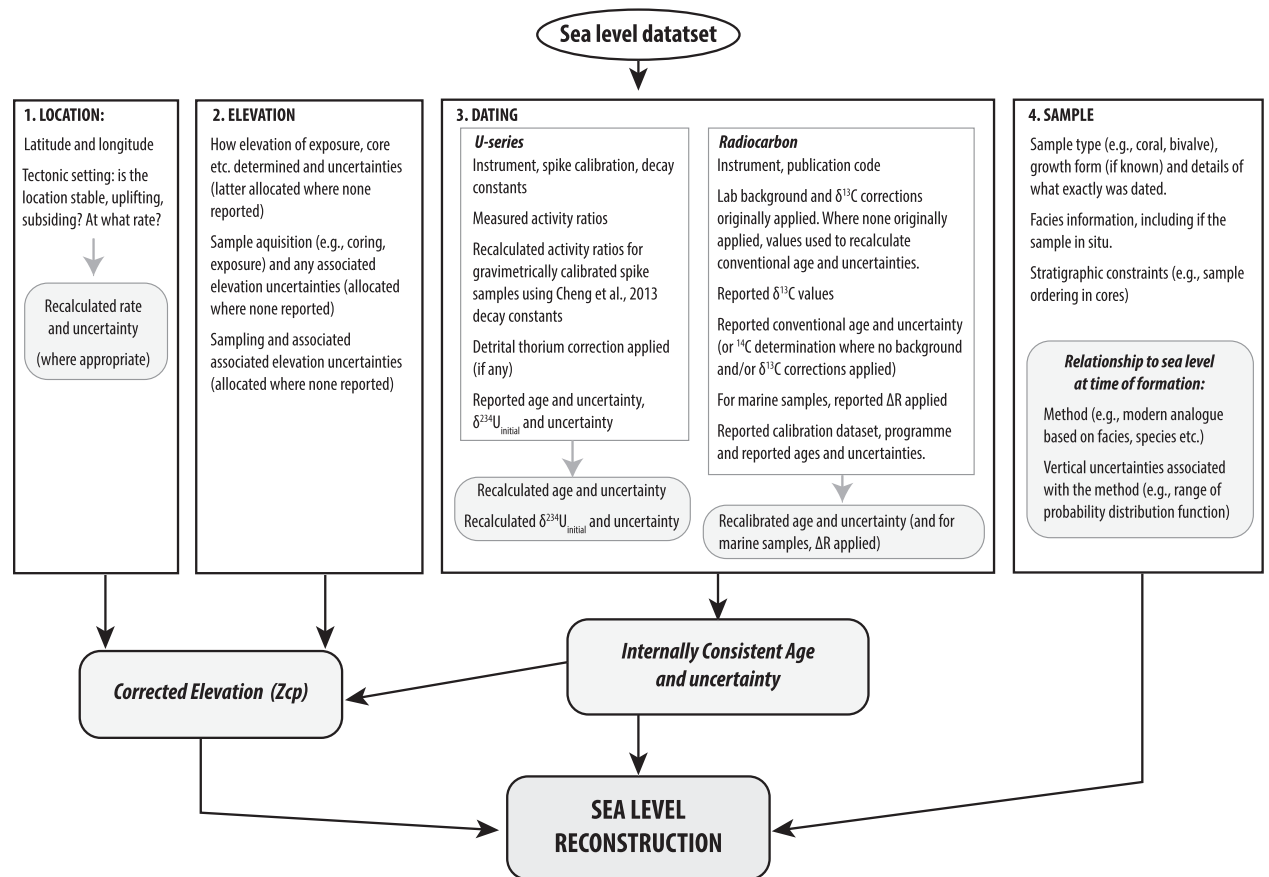 Sea level datatset
1. LOCATION:
Latitude and longitude
Tectonic setting: is the
location stable, uplifting,
subsiding? At what rate?
Recalculated rate
and uncertainty
(where appropriate)
2. ELEVATION
How elevation of exposure, core
etc. determined and uncertainties
(latter allocated where none
reported)
Sample aquisition (e.g., coring,
exposure) and any associated
elevation uncertainties (allocated
where none reported)
Sampling and associated
associated elevation uncertainties
(allocated where none reported)
3. DATING
U-series
Instrument, spike calibration, decay
constants
Measured activity ratios
Recalculated activity ratios for
gravimetrically calibrated spike
samples using Cheng et al., 2013
decay constants
Detrital thorium correction applied
(if any)
Reported age and uncertainty,
δ²³⁴U initial and uncertainty
Recalculated age and uncertainty
Recalculated δ²³⁴U initial and uncertainty
Radiocarbon
Instrument, publication code
Lab background and δ¹³C corrections
originally applied. Where none originally
applied, values used to recalculate
conventional age and uncertainties.
Reported δ¹³C values
Reported conventional age and uncertainty
(or ¹⁴C determination where no background
and/or δ¹³C corrections applied)
For marine samples, reported ΔR applied
Reported calibration dataset, programme
and reported ages and uncertainties.
Recalibrated age and uncertainty (and for
marine samples, ΔR applied)
4. SAMPLE
Sample type (e.g., coral, bivalve),
growth form (if known) and details of
what exactly was dated.
Facies information, including if the
sample in situ.
Stratigraphic constraints (e.g., sample
ordering in cores)
Relationship to sea level
at time of formation:
Method (e.g., modern analogue
based on facies, species etc.)
Vertical uncertainties associated
with the method (e.g., range of
probability distribution function)
Corrected Elevation (Zcp)
Internally Consistent Age
and uncertainty
SEA LEVEL
RECONSTRUCTION